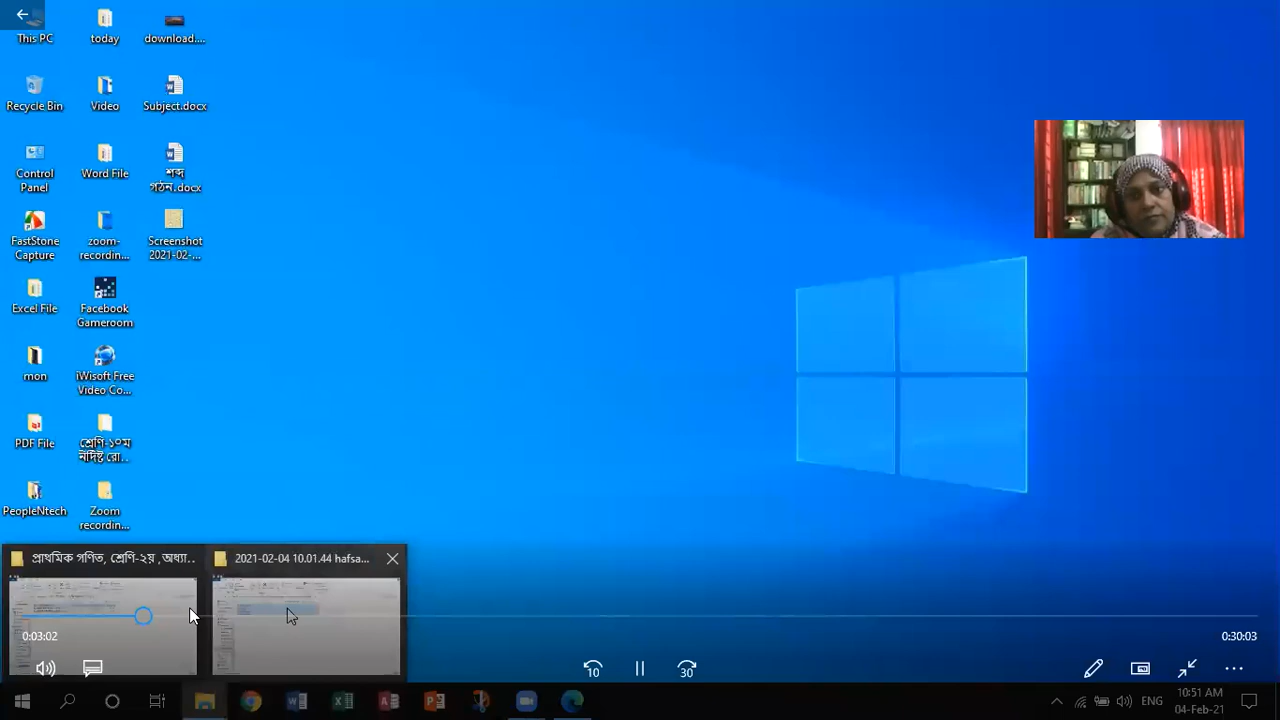 This PC
today
download....
Recycle Bin
Video
Subject.docx
Control
Panel
Word File
শব্দ
গঠন.docx
FastStone
Capture
zoom-
recordin...
Screenshot
2021-02-...
Excel File
Facebook
Gameroom
mon
iWisoft Free
Video Co...
PDF File
শ্রেণি-১০ম
নির্দিষ্ট রো...
PeopleNtech
Zoom
recordin...
প্রাথমিক গণিত, শ্রেণি-২য় ,অধ্যা...
2021-02-04 10.01.44 hafsa...
0:03:02
0:30:03
10
30
ENG
10:51 AM
04-Feb-21